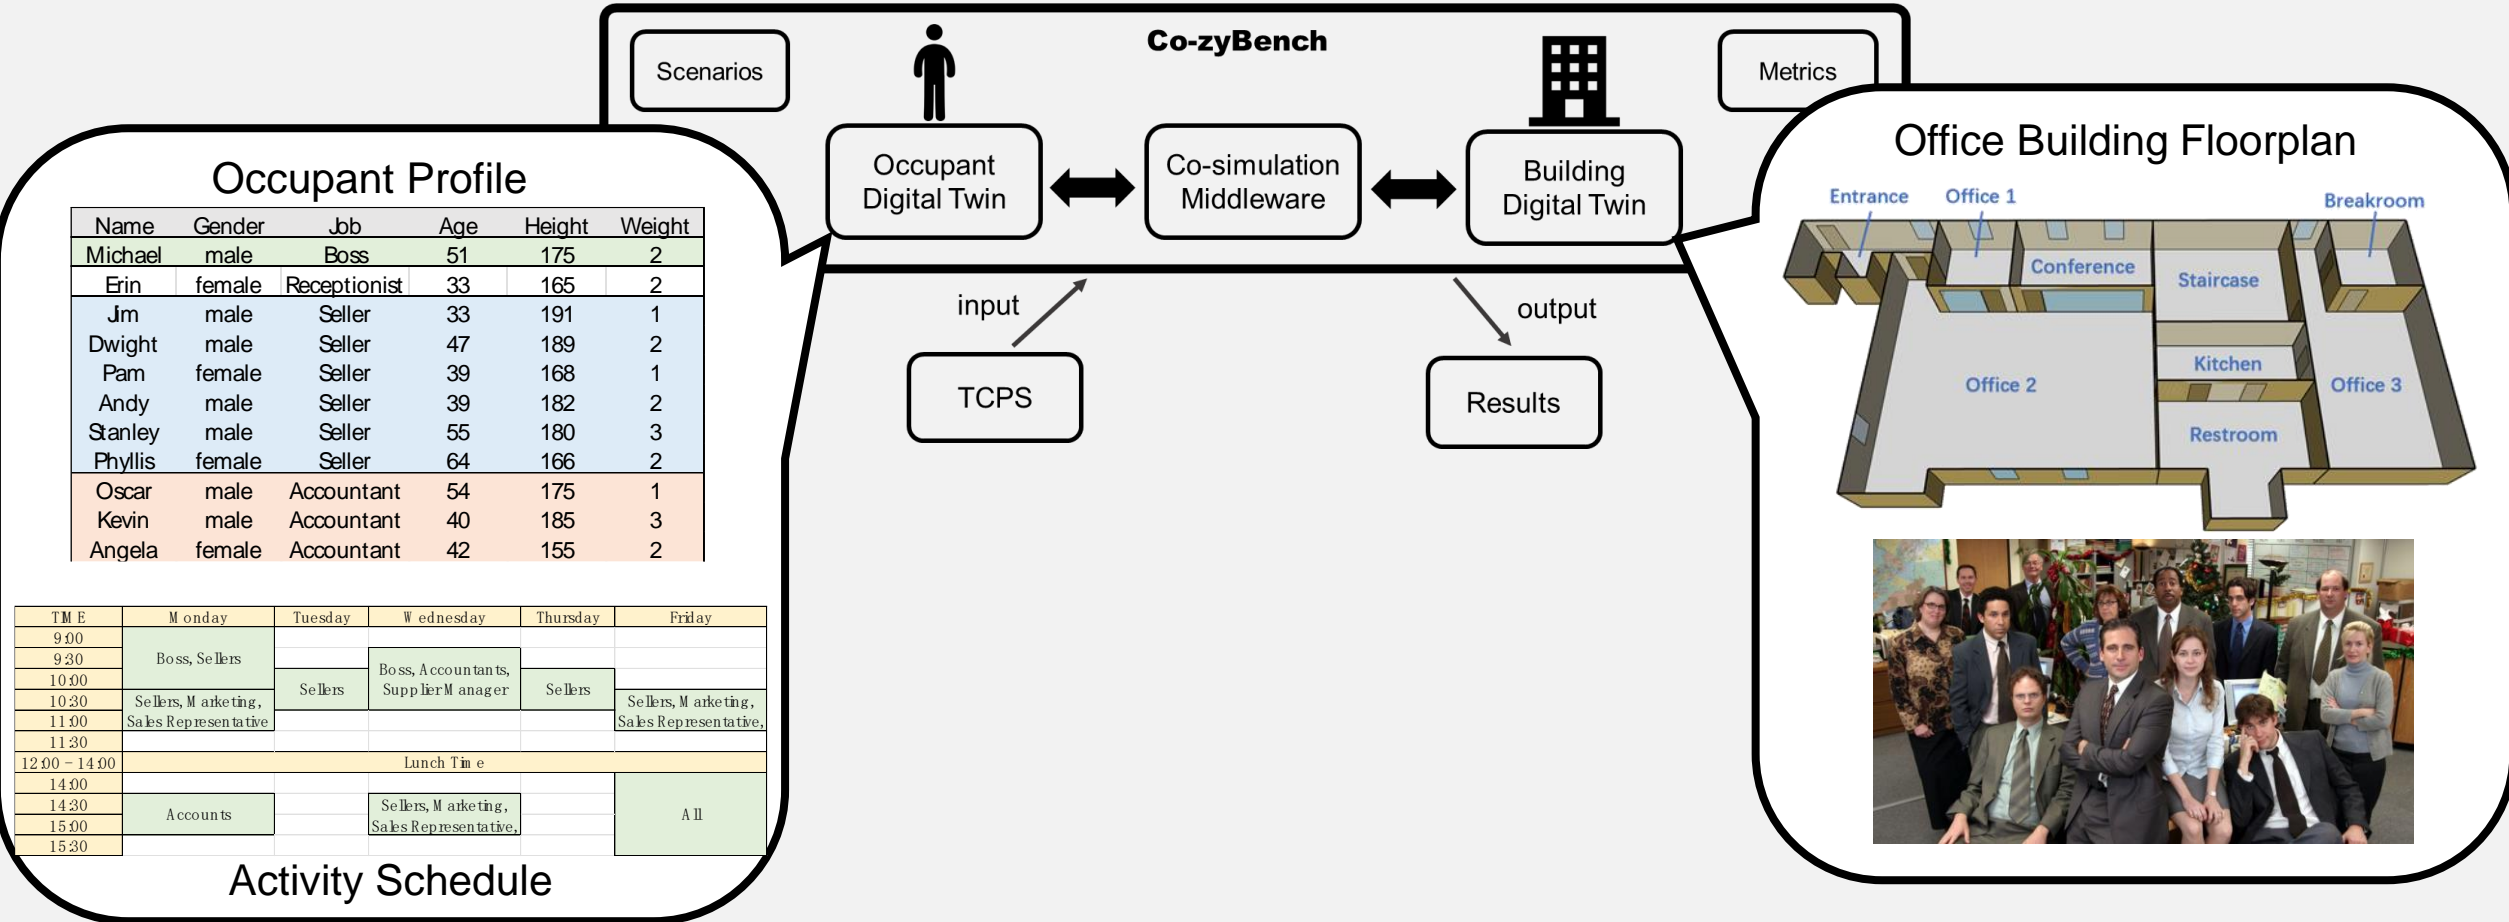 Co-zyBench
Scenarios
Metrics
Occupant
Digital Twin
Co-simulation
Middleware
Building
Digital Twin
input
output
TCPS
Results
Occupant Profile
Name Gender Job Age Height Weight
Michael male Boss 51 175 2
Erin female Receptionist 33 165 2
Jim male Seller 33 191 1
Dwight male Seller 47 189 2
Pam female Seller 39 168 1
Andy male Seller 39 182 2
Stanley male Seller 55 180 3
Phyllis female Seller 64 166 2
Oscar male Accountant 54 175 1
Kevin male Accountant 40 185 3
Angela female Accountant 42 155 2
TIME Monday Tuesday Wednesday Thursday Friday
9:00
9:30
10:00
10:30
11:00
11:30
12:00 - 14:00 Lunch Time
14:00
14:30
15:00
15:30
Boss, Sellers
Sellers, Marketing,
Sales Representative
Accounts
Sellers
Boss, Accountants,
SupplierManager
Sellers, Marketing,
Sales Representative,
Sellers
Sellers, Marketing,
Sales Representative,
All
Activity Schedule
Office Building Floorplan
Entrance
Office 1
Breakroom
Conference
Staircase
Kitchen
Office 2
Office 3
Restroom